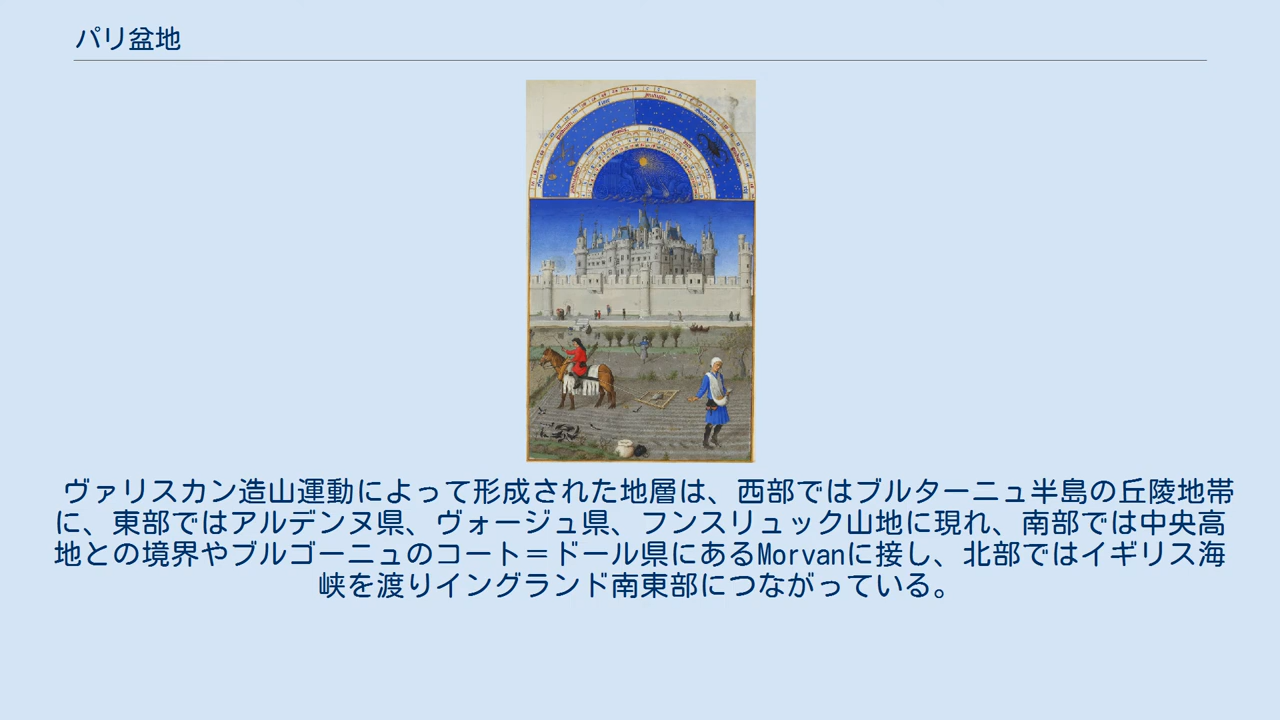 パリ盆地
ヴァリスカン造山運動によって形成された地層は、西部ではブルターニュ半島の丘陵地帯
に、東部ではアルデンヌ県、ヴォージュ県、フンスリュック山地に現れ、南部では中央高
地との境界やブルゴーニュのコート＝ドール県にあるMorvanに接し、北部ではイギリス海
峡を渡りイングランド南東部につながっている。